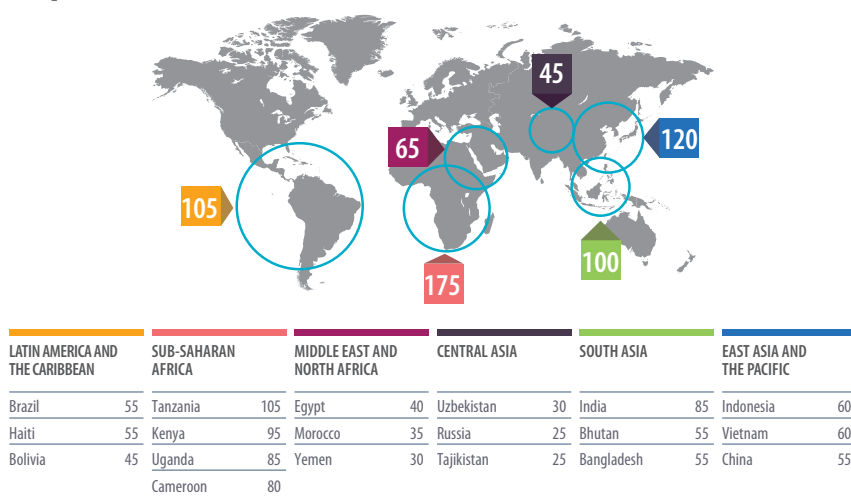 45
65
120
105
100
175
LATIN AMERICA AND
THE CARIBBEAN
Brazil 55
Haiti 55
Bolivia 45
SUB-SAHARAN
AFRICA
Tanzania 105
Kenya 95
Uganda 85
Cameroon 80
MIDDLE EAST AND
NORTH AFRICA
Egypt 40
Morocco 35
Yemen 30
CENTRAL ASIA
Uzbekistan 30
Russia 25
Tajikistan 25
SOUTH ASIA
India 85
Bhutan 55
Bangladesh 55
EAST ASIA AND
THE PACIFIC
Indonesia 60
Vietnam 60
China 55